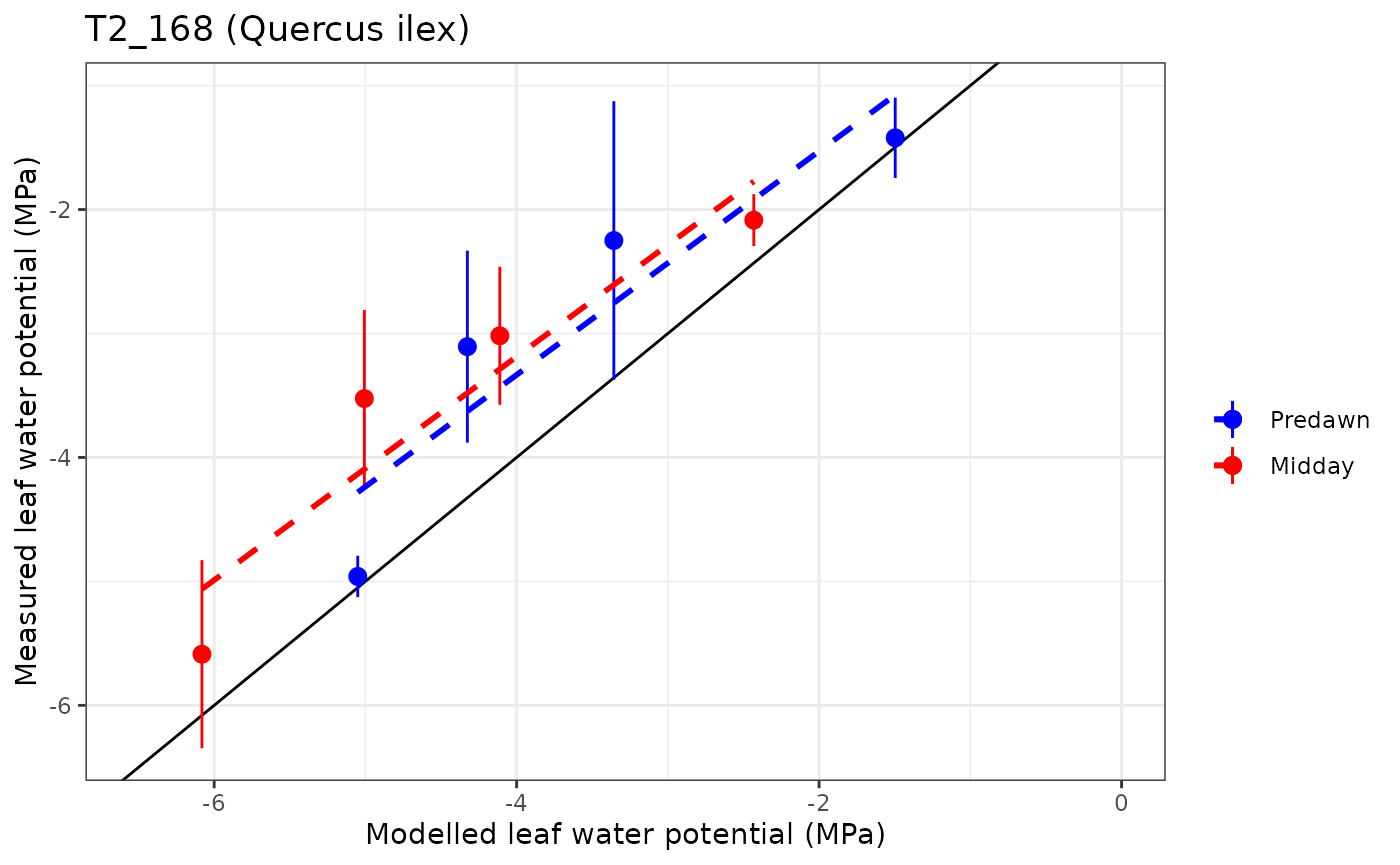 T2_168 (Quercus ilex)
Measured leaf water potential (MPa)
-2
-4
-6
-6
-4
-2
0
Modelled leaf water potential (MPa)
Predawn
Midday